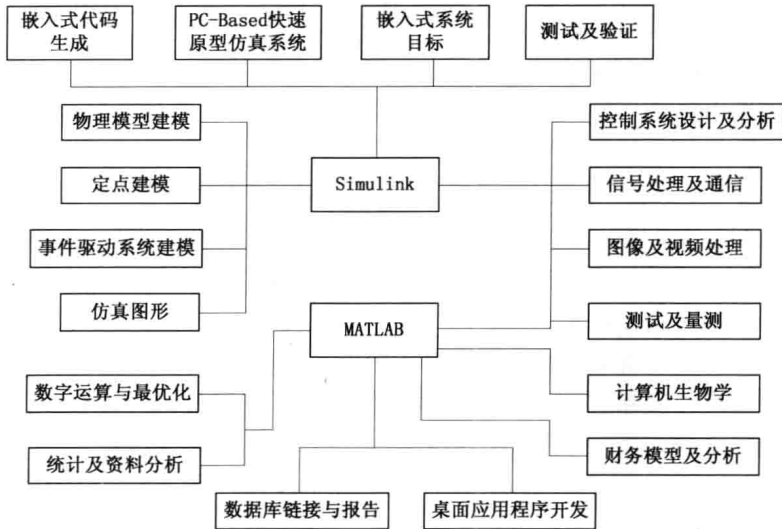 嵌入式代码
生成
PC-Based快速
原型仿真系统
嵌入式系统
目标
测试及验证
物理模型建模
控制系统设计及分析
定点建模
Simulink
信号处理及通信
事件驱动系统建模
图像及视频处理
仿真图形
MATLAB
测试及量测
数字运算与最优化
计算机生物学
统计及资料分析
财务模型及分析
数据库链接与报告
桌面应用程序开发